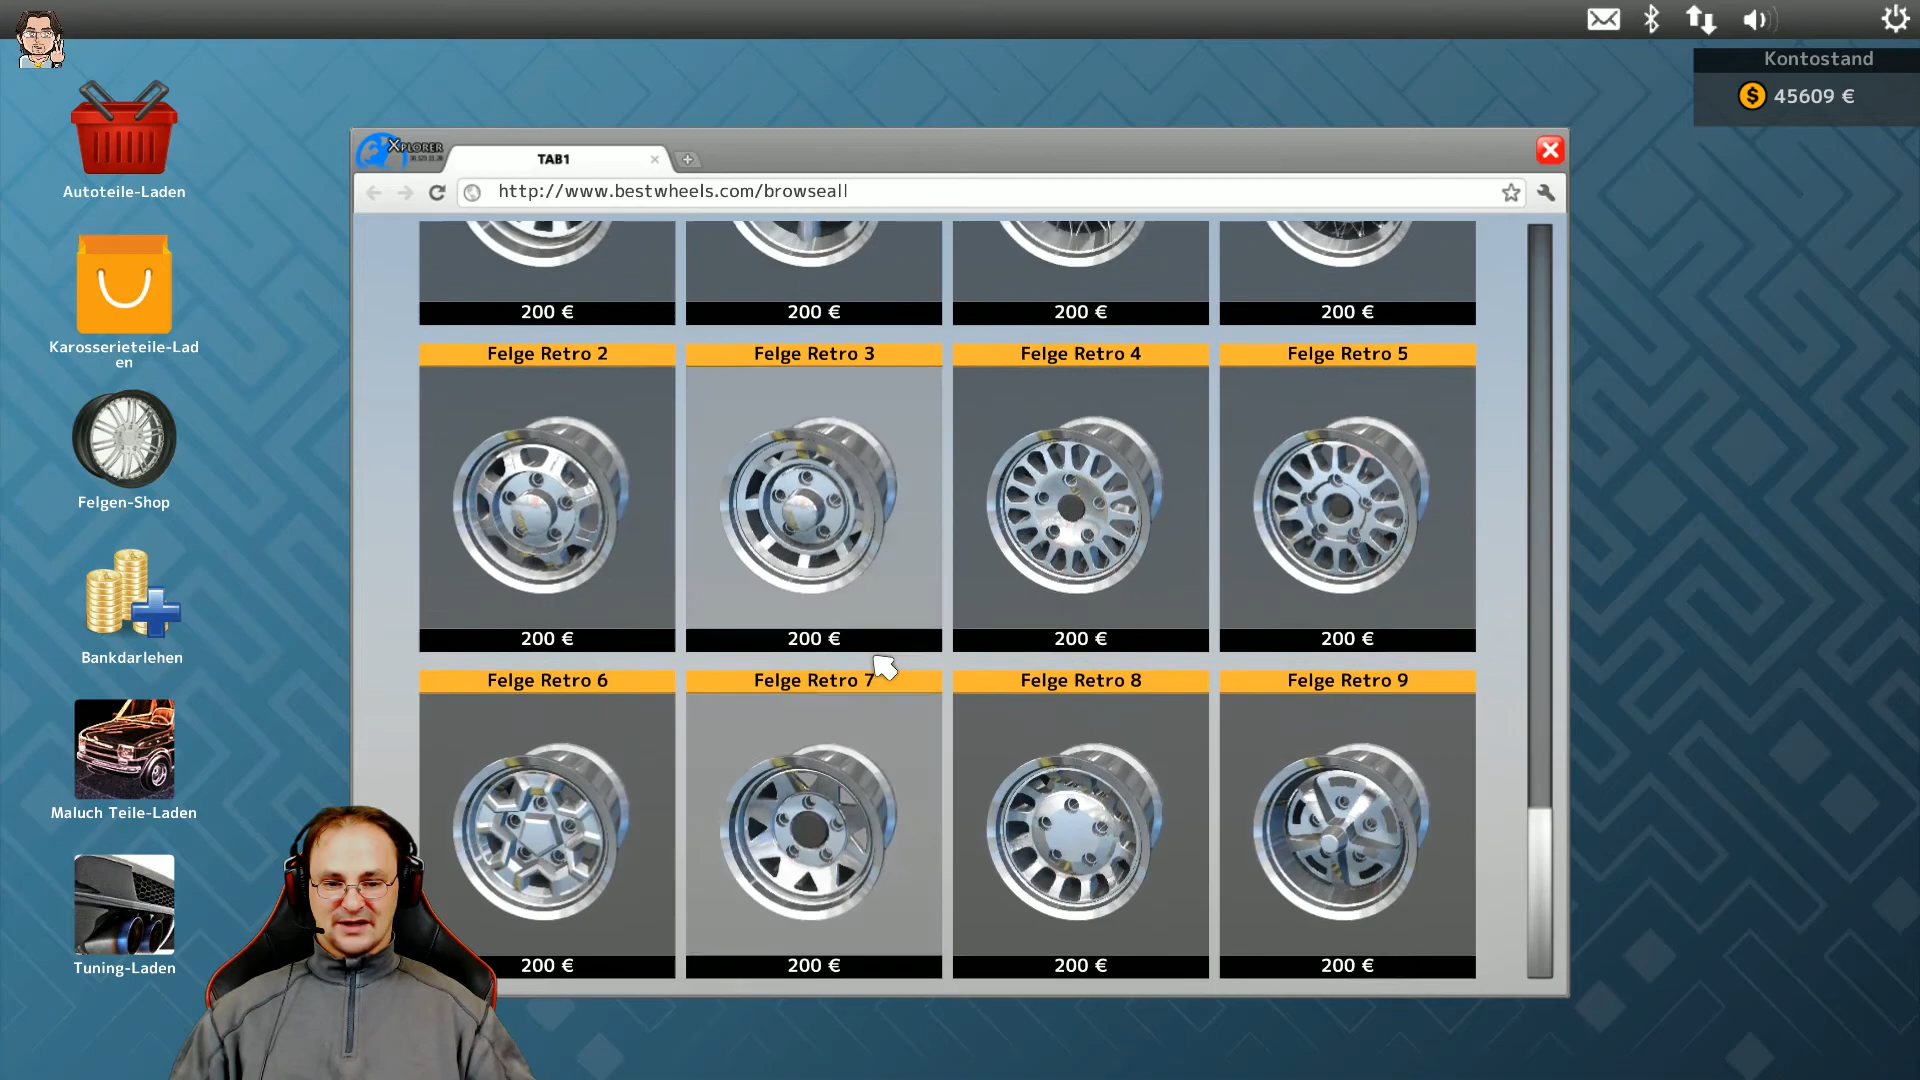 Kontostand
$ 45609 €
XPLORER
TAB1
http://www.bestwheels.com/browseall
Autoteile-Laden
Karosserieteile-Lad
en
Felgen-Shop
Bankdarlehen
Maluch Teile-Laden
Tuning-Laden
200 € 200 € 200 € 200 €
Felge Retro 2 Felge Retro 3 Felge Retro 4 Felge Retro 5
200 € 200 € 200 € 200 €
Felge Retro 6 Felge Retro 7 Felge Retro 8 Felge Retro 9
200 € 200 € 200 € 200 €